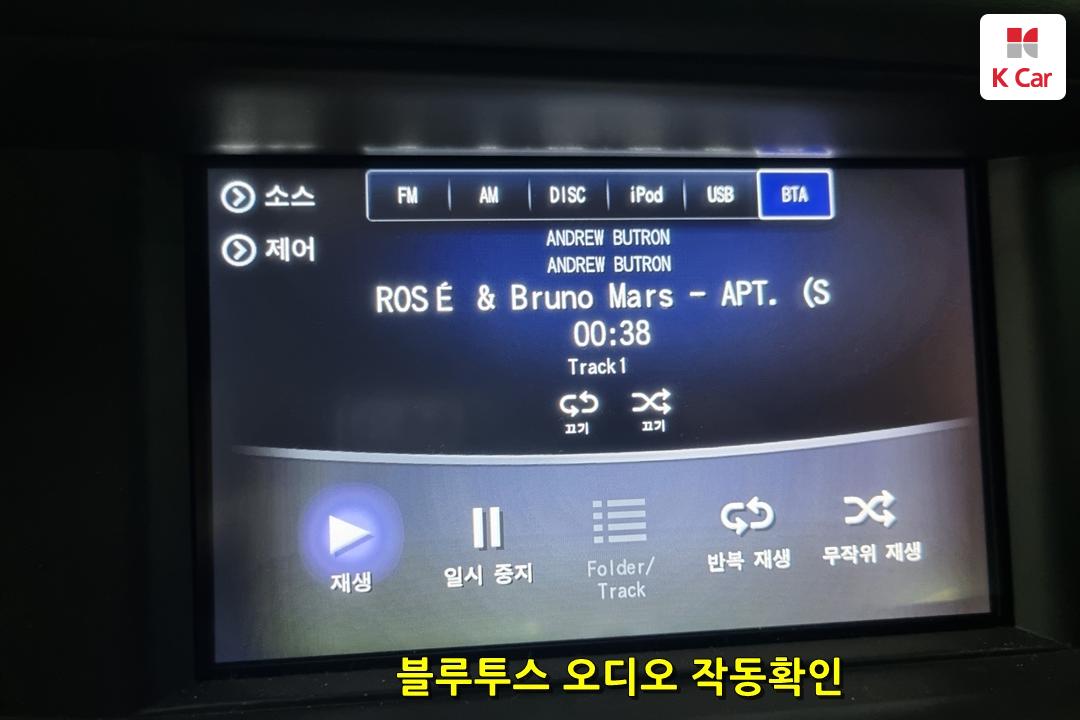 K Car
소스
제어
FM AM DISC iPod USB BTA
ANDREW BUTRON
ANDREW BUTRON
ROSÉ & Bruno Mars - APT. (S
00:38
Track1
끄기 끄기
재생 일시 중지 Folder/ Track 반복 재생 무작위 재생
블루투스 오디오 작동확인